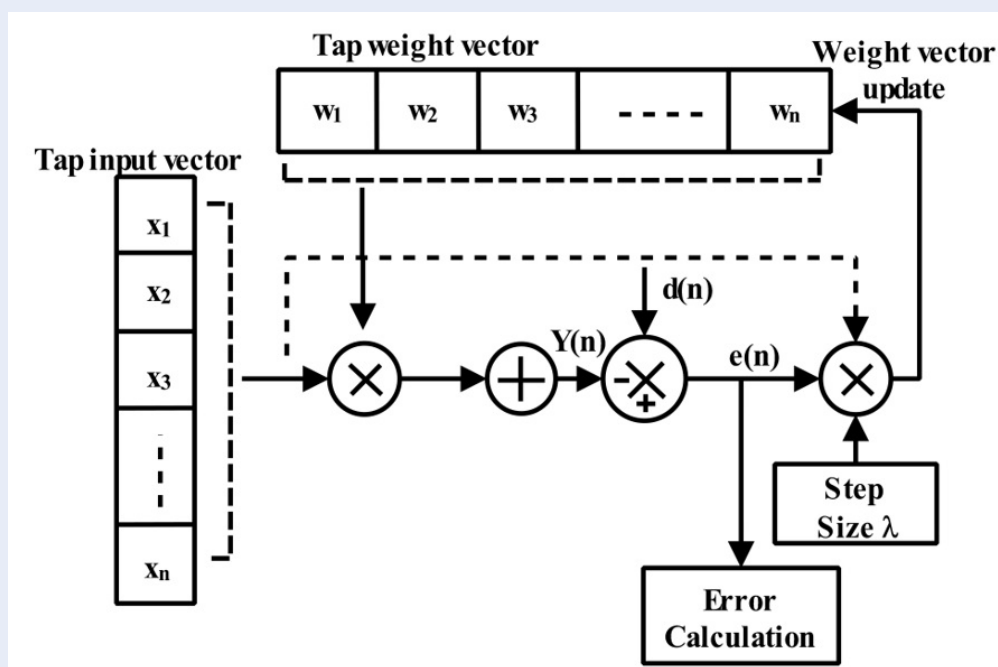 Tap weight vector
Weight vector
update
w₁ w₂ w₃ wₙ
Tap input vector
x₁
x₂
x₃
xₙ
d(n)
Y(n)
e(n)
-
+
Step
Size λ
Error
Calculation